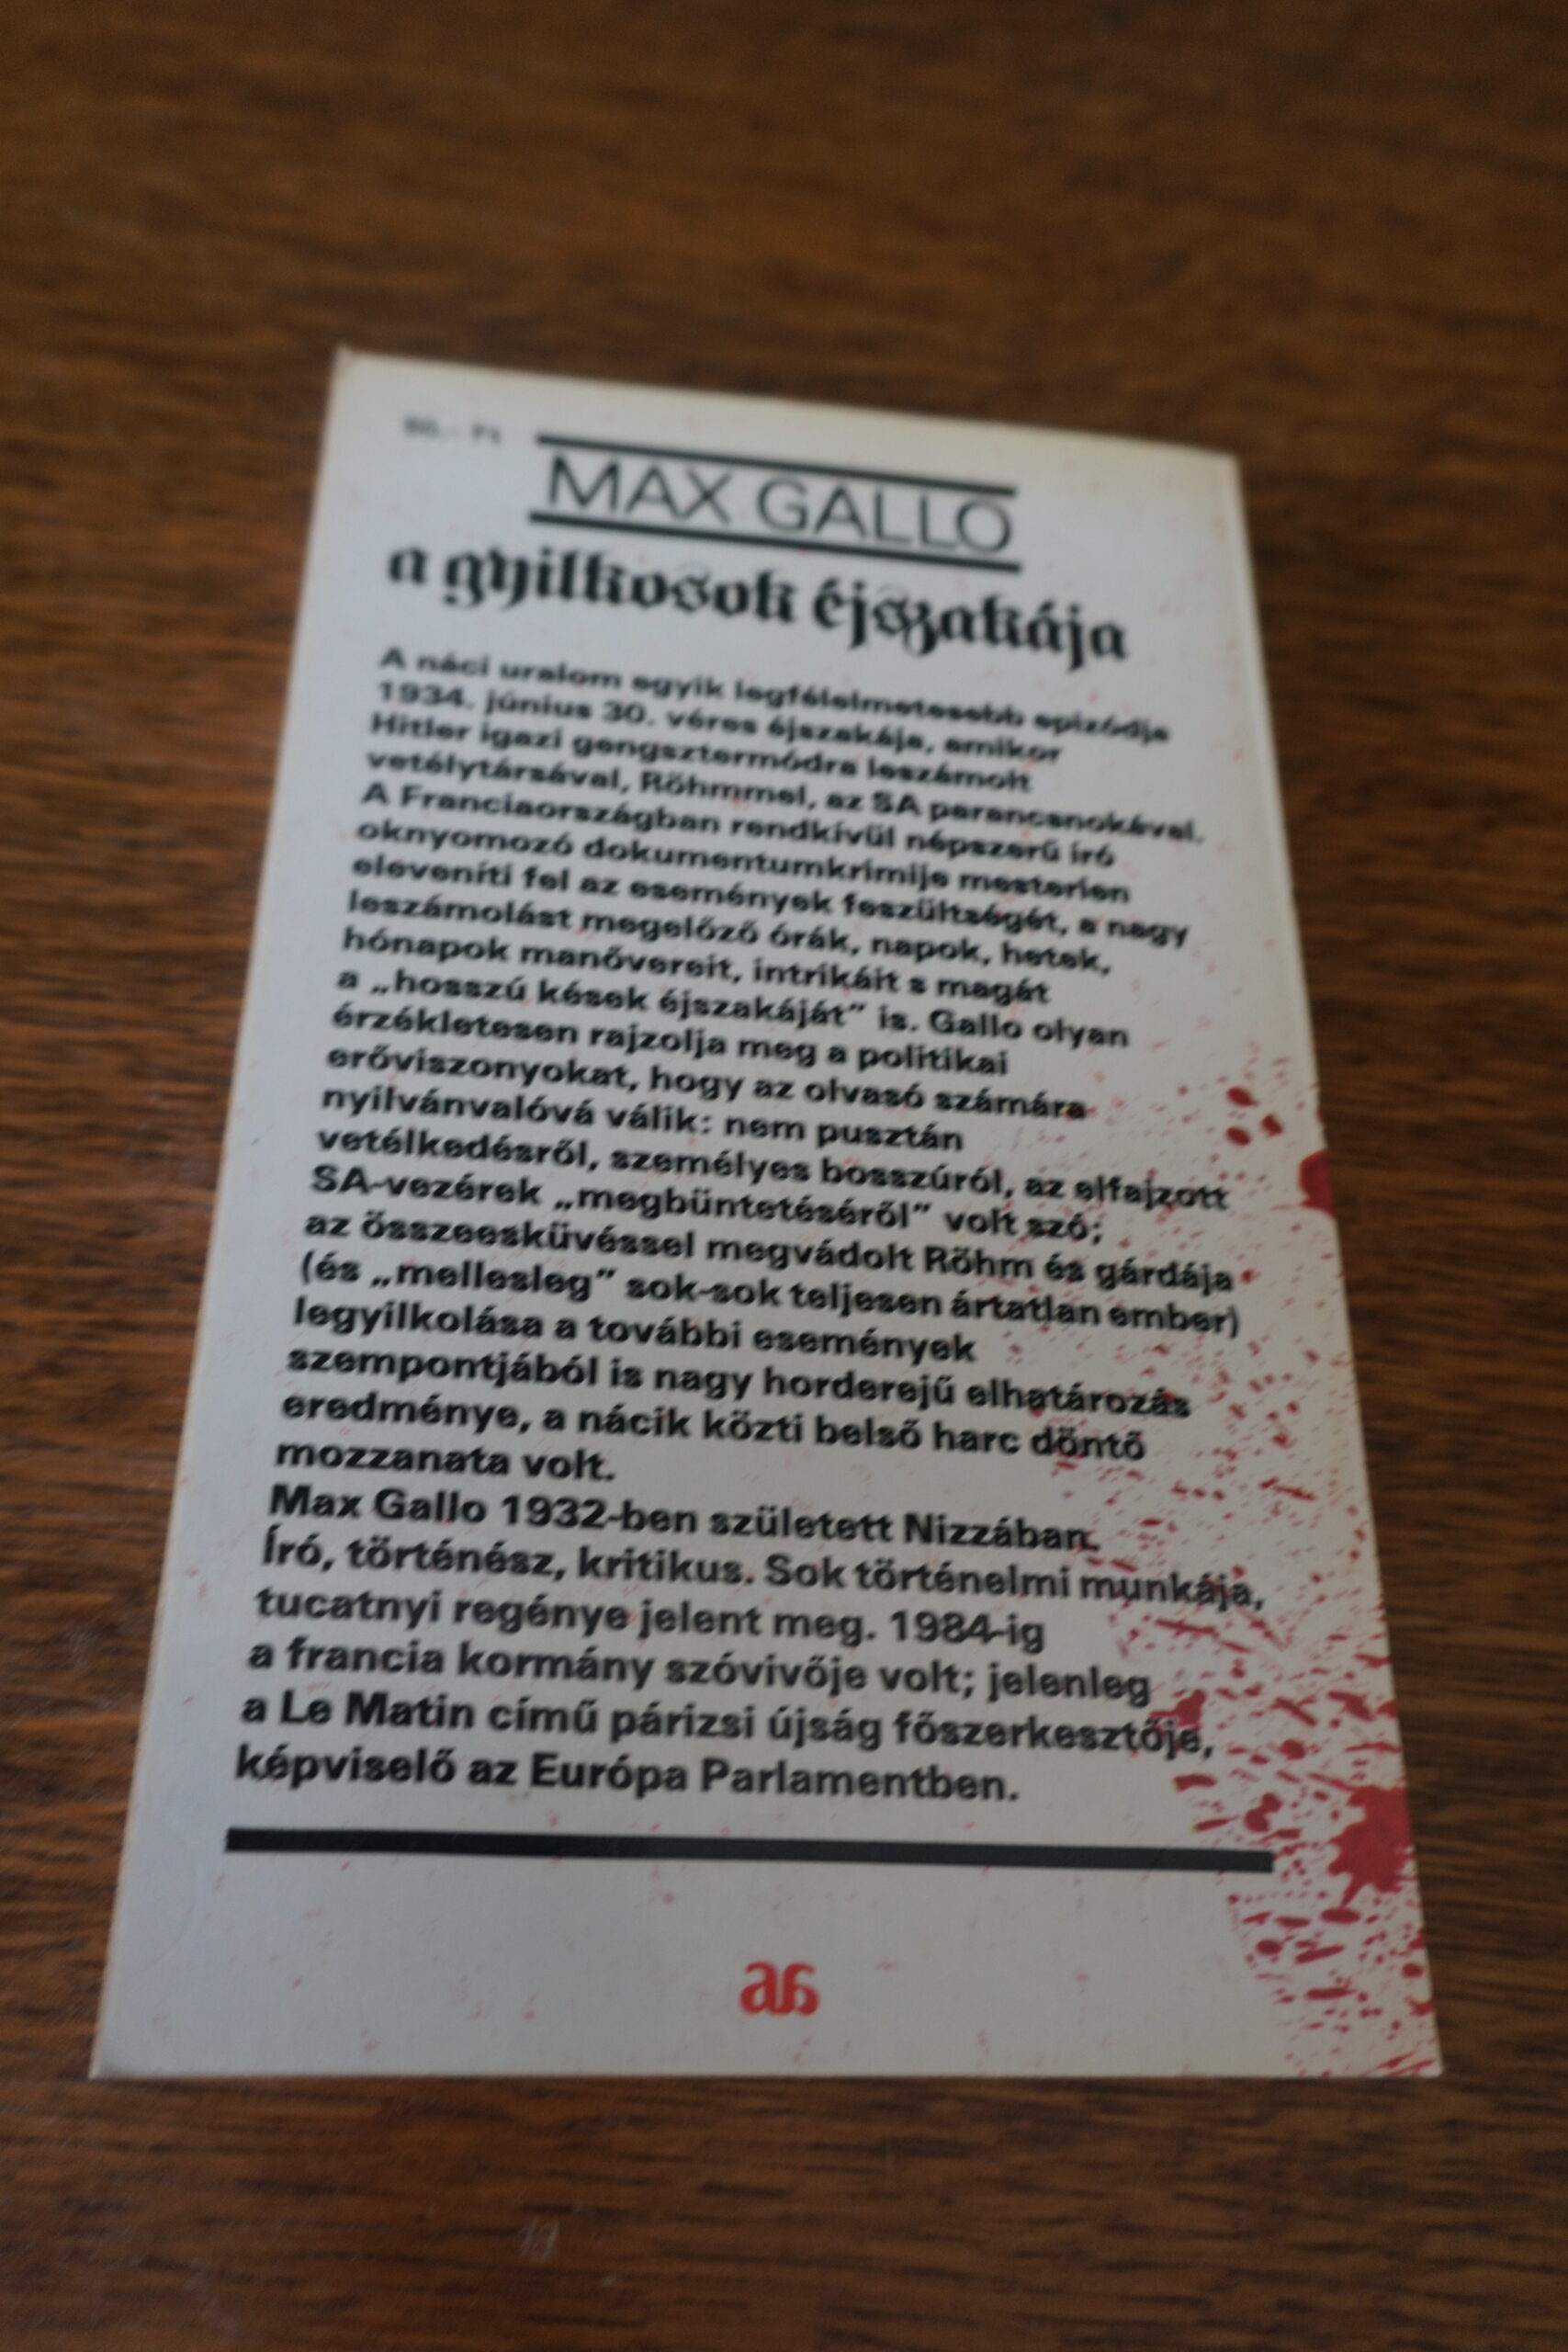 MAX GALLO
a gyilkosok éjszakája
A náci uralom egyik legfélelmetesebb epizódja
1934. június 30. véres éjszakája, amikor
Hitler igazi gengsztermódra leszámolt
vetélytársával, Röhmmel, az SA parancsnokával.
A Franciaországban rendkívül népszerű író
oknyomozó dokumentumkrimije mesterien
eleveníti fel az események feszültségét, a nagy
leszámolást megelőző órák, napok, hetek,
hónapok manővereit, intrikáit s magát
a „hosszú kések éjszakáját” is. Gallo olyan
érzékletesen rajzolja meg a politikai
erőviszonyokat, hogy az olvasó számára
nyilvánvalóvá válik: nem pusztán
vetélkedésről, személyes bosszúról, az elfajzott
SA-vezérek „megbüntetéséről” volt szó;
az összeesküvéssel megvádolt Röhm és gárdája
(és „mellesleg” sok-sok teljesen ártatlan ember)
legyilkolása a további események
szempontjából is nagy horderejű elhatározás
eredménye, a nácik közti belső harc döntő
mozzanata volt.
Max Gallo 1932-ben született Nizzában.
Író, történész, kritikus. Sok történelmi munkája,
tucatnyi regénye jelent meg. 1984-ig
a francia kormány szóvivője volt; jelenleg
a Le Matin című párizsi újság főszerkesztője,
képviselő az Európa Parlamentben.